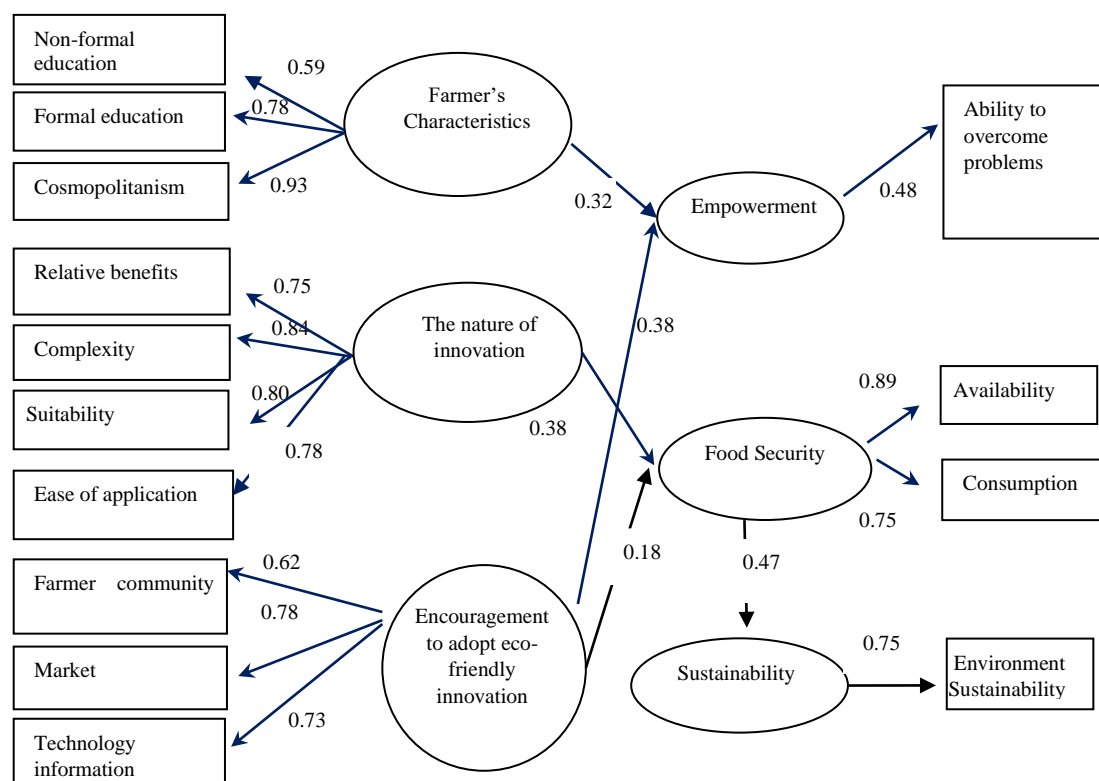 Non-formal
education
0.59
Formal education
0.78
Cosmopolitanism
0.93
Farmer's
Characteristics
0.32
Empowerment
0.48
Ability to
overcome
problems
Relative benefits
0.75
Complexity
0.84
Suitability
0.80
Ease of application
0.78
The nature of
innovation
0.38
0.38
Food Security
0.89
Availability
0.75
Consumption
0.18
0.47
Farmer community
0.62
Market
0.78
Technology
information
0.73
Encouragement
to adopt eco-
friendly
innovation
Sustainability
0.75
Environment
Sustainability